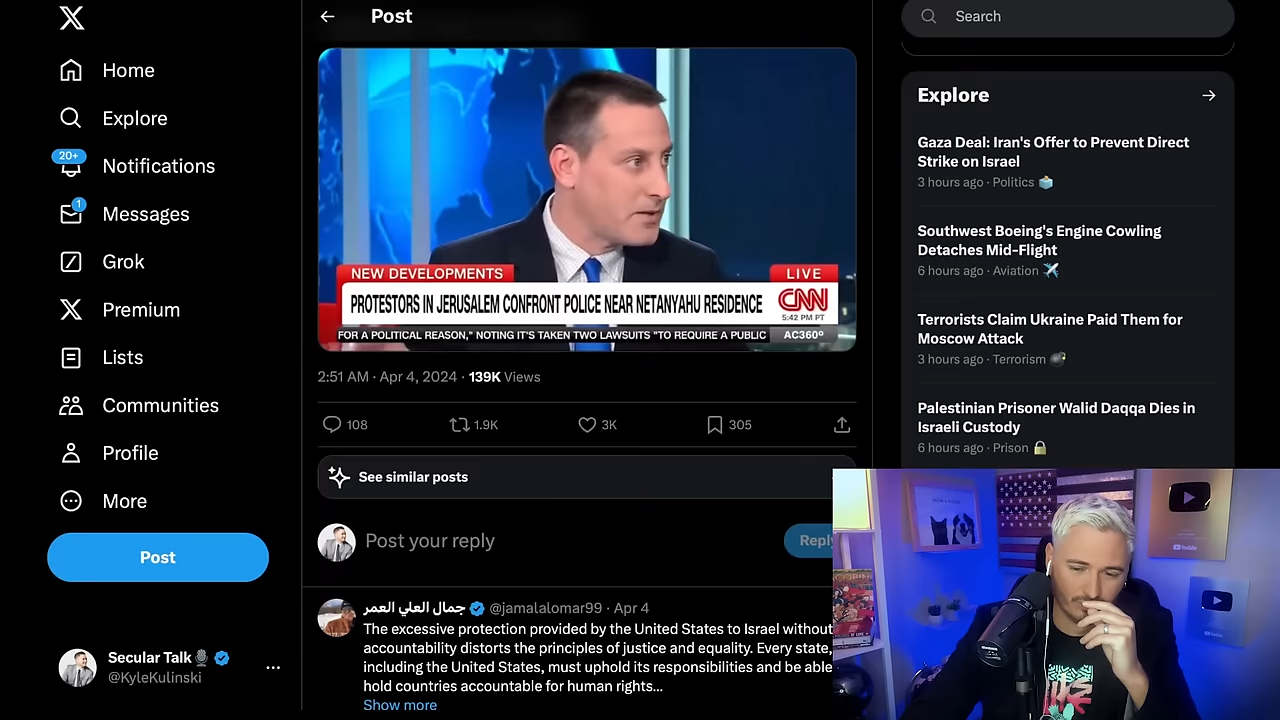 Home
Explore
20+
Notifications
1
Messages
Grok
Premium
Lists
Communities
Profile
More
Post
Secular Talk
@KyleKulinski
Post
NEW DEVELOPMENTS
LIVE
PROTESTORS IN JERUSALEM CONFRONT POLICE NEAR NETANYAHU RESIDENCE
CNN
5:42 PM PT
FOR A POLITICAL REASON," NOTING IT'S TAKEN TWO LAWSUITS "TO REQUIRE A PUBLIC
AC360º
2:51 AM · Apr 4, 2024 · 139K Views
108
1.9K
3K
305
See similar posts
Post your reply
Reply
جمال العلي العمر @jamalalomar99 · Apr 4
The excessive protection provided by the United States to Israel without
accountability distorts the principles of justice and equality. Every state,
including the United States, must uphold its responsibilities and be able
hold countries accountable for human rights...
Show more
Search
Explore
Gaza Deal: Iran's Offer to Prevent Direct
Strike on Israel
3 hours ago · Politics
Southwest Boeing's Engine Cowling
Detaches Mid-Flight
6 hours ago · Aviation
Terrorists Claim Ukraine Paid Them for
Moscow Attack
3 hours ago · Terrorism
Palestinian Prisoner Walid Daqqa Dies in
Israeli Custody
6 hours ago · Prison